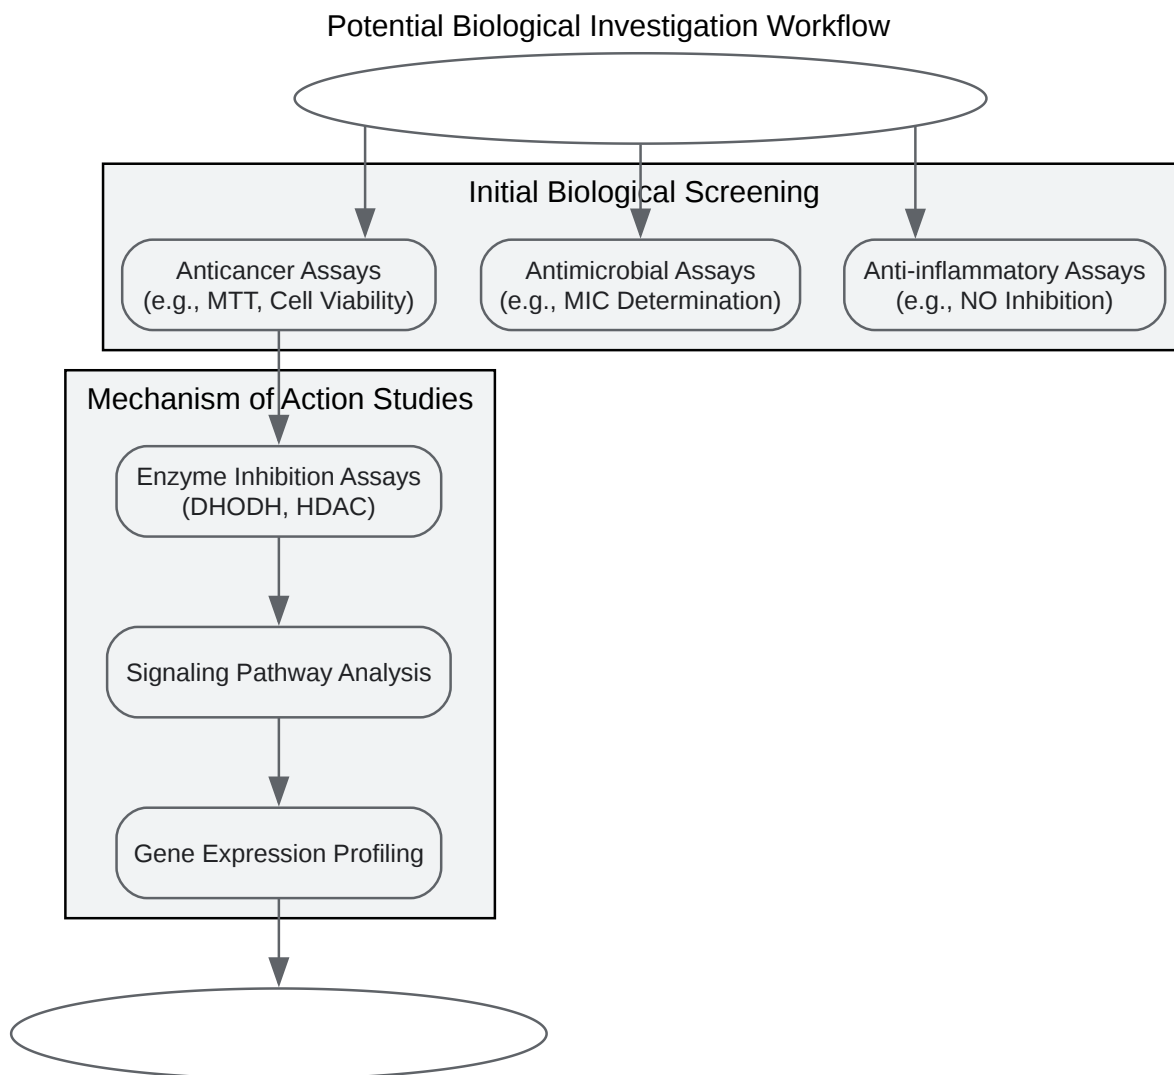 Potential Biological Investigation Workflow
Initial Biological Screening
Anticancer Assays
(e.g., MTT, Cell Viability)
Antimicrobial Assays
(e.g., MIC Determination)
Anti-inflammatory Assays
(e.g., NO Inhibition)
Mechanism of Action Studies
Enzyme Inhibition Assays
(DHODH, HDAC)
Signaling Pathway Analysis
Gene Expression Profiling